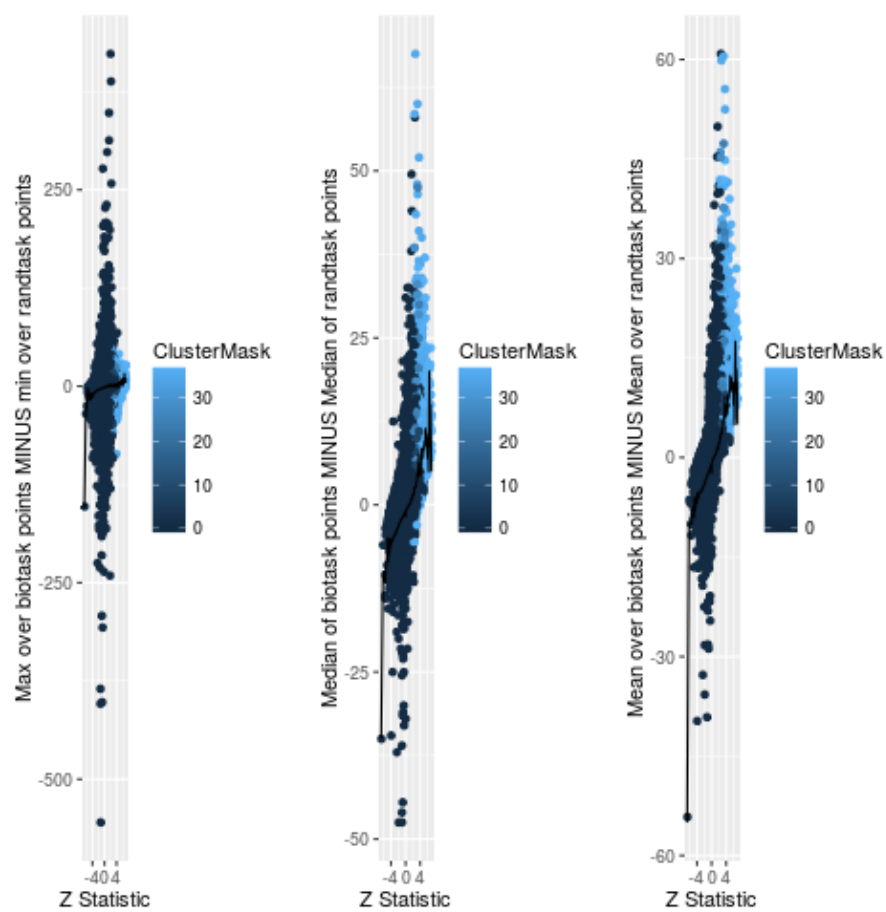 Max over biotask points MINUS min over randtask points
250
0
-250
-500
-4 0 4
Z Statistic
ClusterMask
30
20
10
0
Median of biotask points MINUS Median of randtask points
50
25
0
-25
-50
-4 0 4
Z Statistic
ClusterMask
30
20
10
0
Mean over biotask points MINUS Mean over randtask points
60
30
0
-30
-60
-4 0 4
Z Statistic
ClusterMask
30
20
10
0